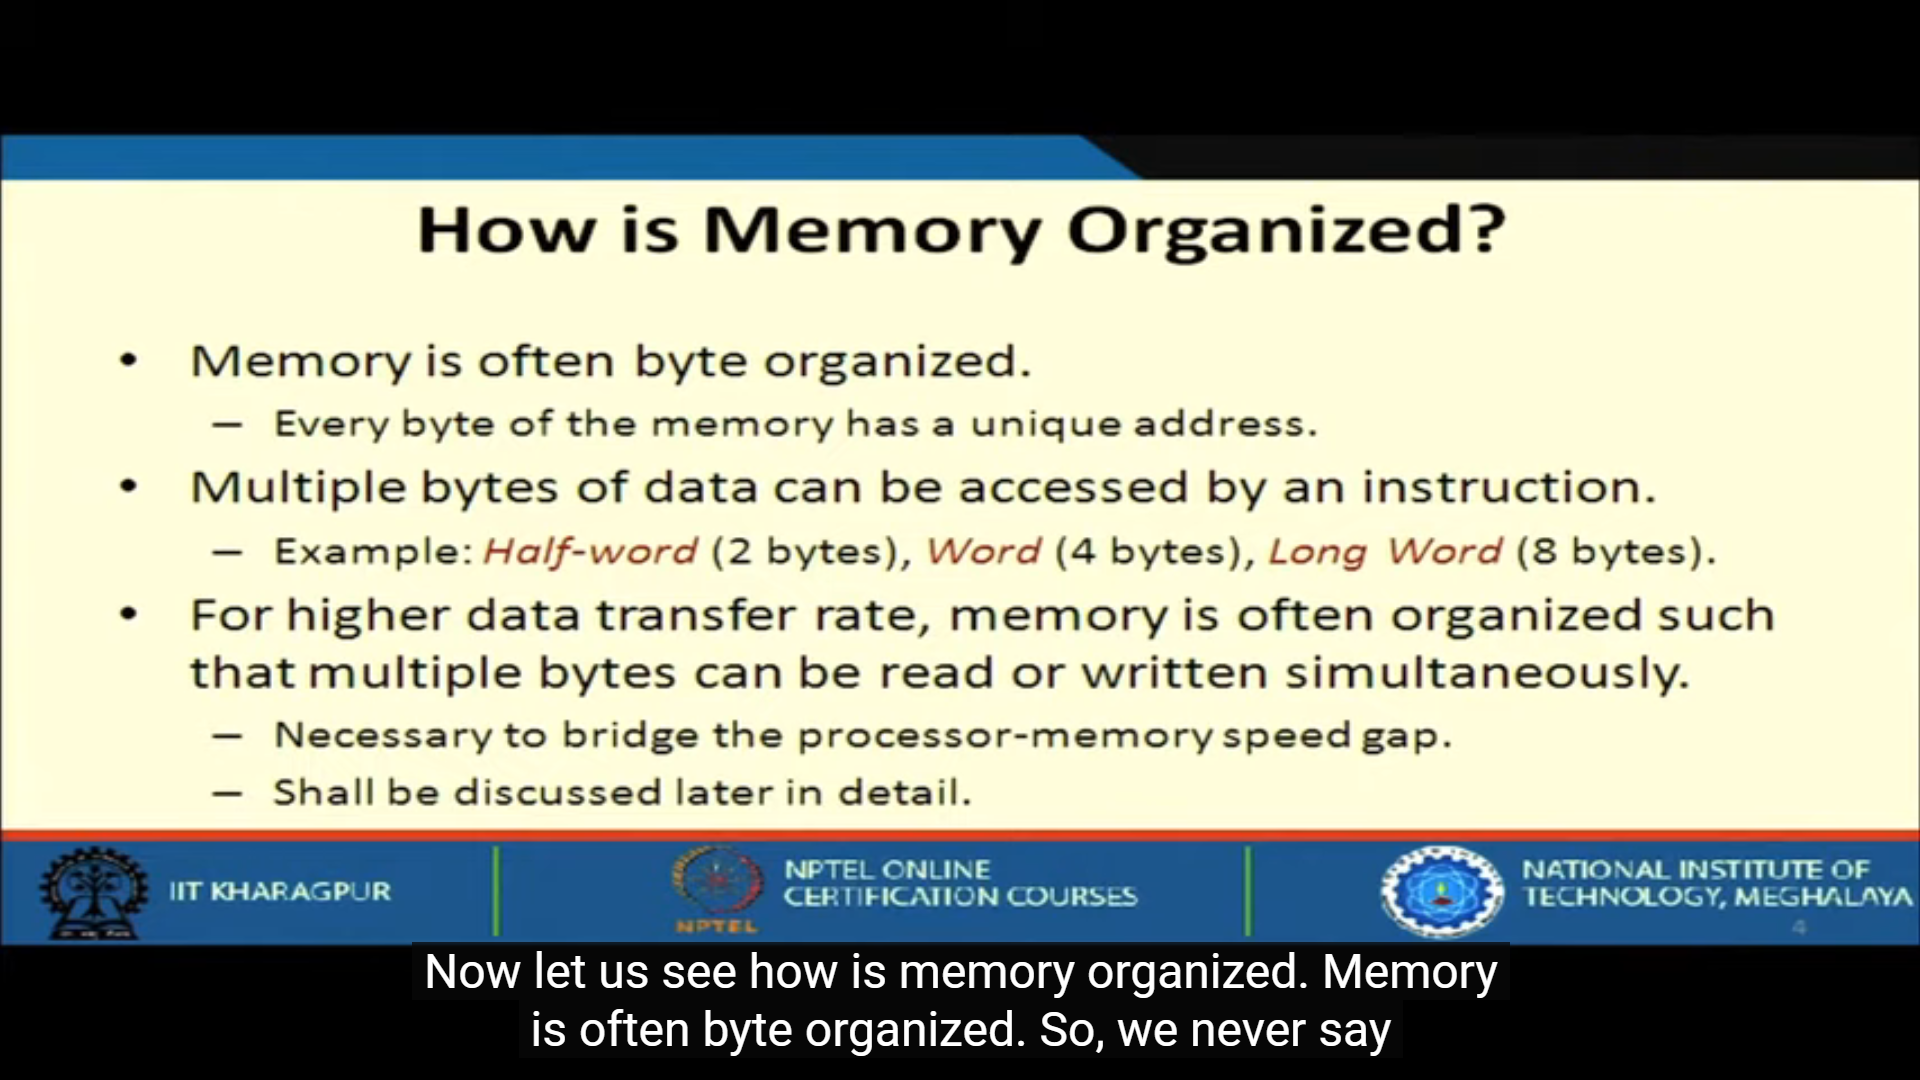 How is Memory Organized?
• Memory is often byte organized.
– Every byte of the memory has a unique address.
• Multiple bytes of data can be accessed by an instruction.
– Example: Half-word (2 bytes), Word (4 bytes), Long Word (8 bytes).
• For higher data transfer rate, memory is often organized such
that multiple bytes can be read or written simultaneously.
– Necessary to bridge the processor-memory speed gap.
– Shall be discussed later in detail.
IIT KHARAGPUR
NPTEL
NPTEL ONLINE
CERTIFICATION COURSES
NATIONAL INSTITUTE OF
TECHNOLOGY, MEGHALAYA
4
Now let us see how is memory organized. Memory
is often byte organized. So, we never say